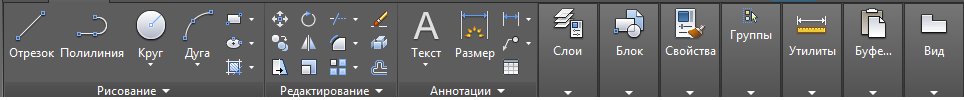 Отрезок Полилиния Круг Дуга
Рисование
Редактирование
A
Текст Размер
Аннотации
Слои
Блок
Свойства
Группы
Утилиты
Буфе...
Вид